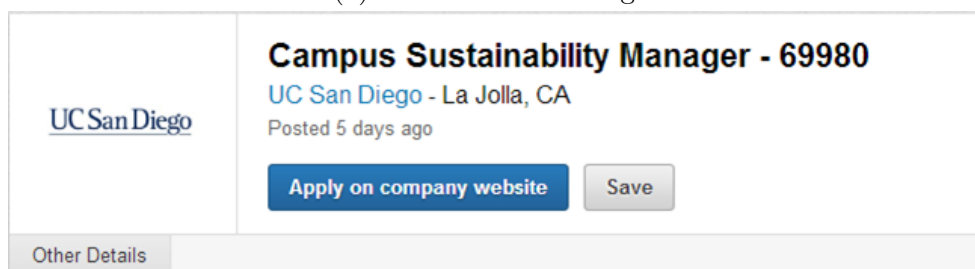 Campus Sustainability Manager - 69980
UC San Diego
UC San Diego - La Jolla, CA
Posted 5 days ago
Apply on company website
Save
Other Details